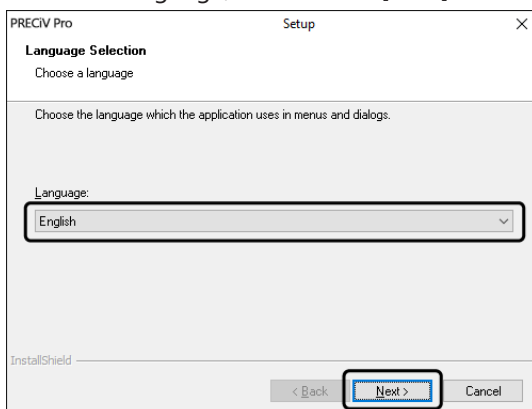 PRECiV Pro Setup
Language Selection
Choose a language
Choose the language which the application uses in menus and dialogs.
Language:
English
InstallShield
< Back Next > Cancel